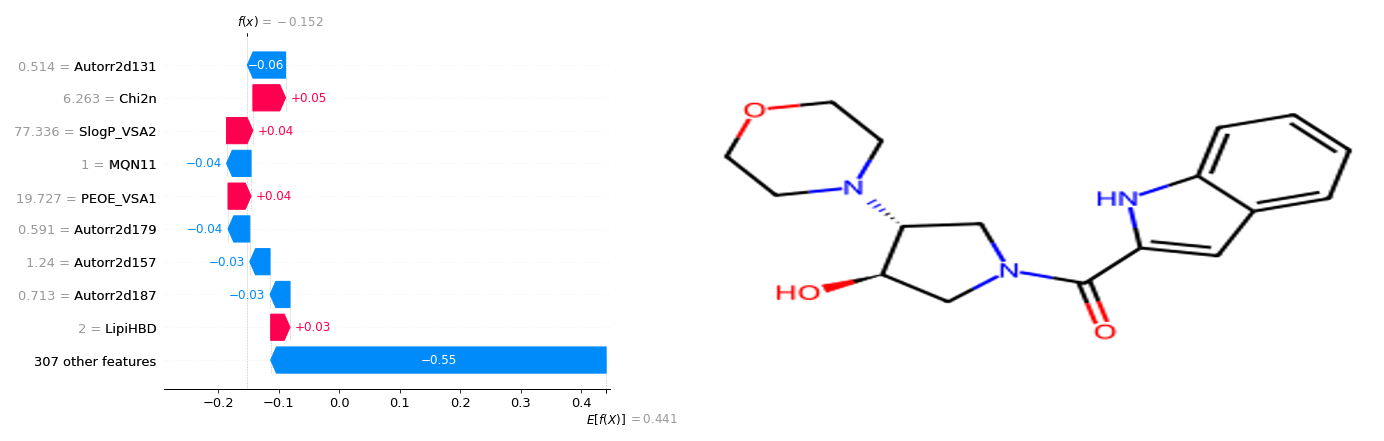 f(x) = −0.152
0.514 = Autorr2d131
−0.06
6.263 = Chi2n
+0.05
77.336 = SlogP_VSA2
+0.04
1 = MQN11
−0.04
19.727 = PEOE_VSA1
+0.04
0.591 = Autorr2d179
−0.04
1.24 = Autorr2d157
−0.03
0.713 = Autorr2d187
−0.03
2 = LipiHBD
+0.03
307 other features
−0.55
−0.2 −0.1 0.0 0.1 0.2 0.3 0.4
E[f(X)] = 0.441
O
N
HN
N
HO
O